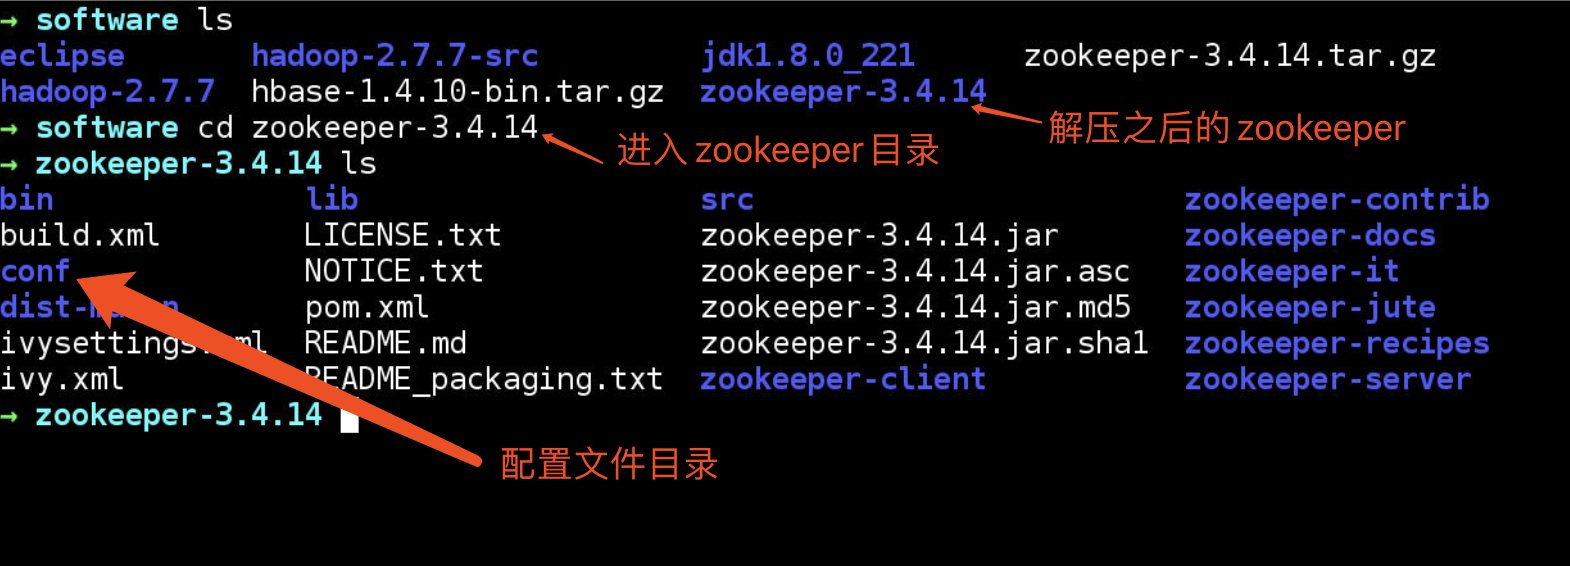 → software ls
eclipse hadoop-2.7.7-src jdk1.8.0_221 zookeeper-3.4.14.tar.gz
hadoop-2.7.7 hbase-1.4.10-bin.tar.gz zookeeper-3.4.14
→ software cd zookeeper-3.4.14
解压之后的 zookeeper
进入 zookeeper 目录
→ zookeeper-3.4.14 ls
bin lib src zookeeper-contrib
build.xml LICENSE.txt zookeeper-3.4.14.jar zookeeper-docs
conf NOTICE.txt zookeeper-3.4.14.jar.asc zookeeper-it
pom.xml zookeeper-3.4.14.jar.md5 zookeeper-jute
ivysettings.xml README.md zookeeper-3.4.14.jar.sha1 zookeeper-recipes
ivy.xml README_packaging.txt zookeeper-client zookeeper-server
→ zookeeper-3.4.14
配置文件目录